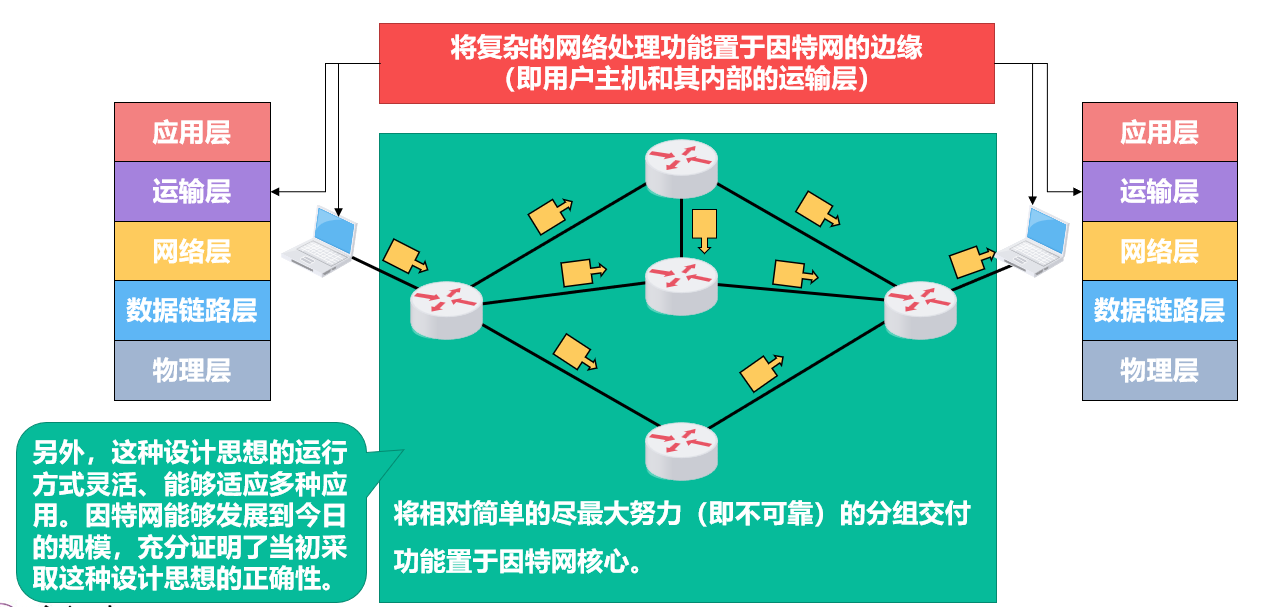 将复杂的网络处理功能置于因特网的边缘
（即用户主机和其内部的运输层）
应用层
运输层
网络层
数据链路层
物理层
应用层
运输层
网络层
数据链路层
物理层
另外，这种设计思想的运行
方式灵活、能够适应多种应
用。因特网能够发展到今日
的规模，充分证明了当初采
取这种设计思想的正确性。
将相对简单的尽最大努力（即不可靠）的分组交付
功能置于因特网核心。